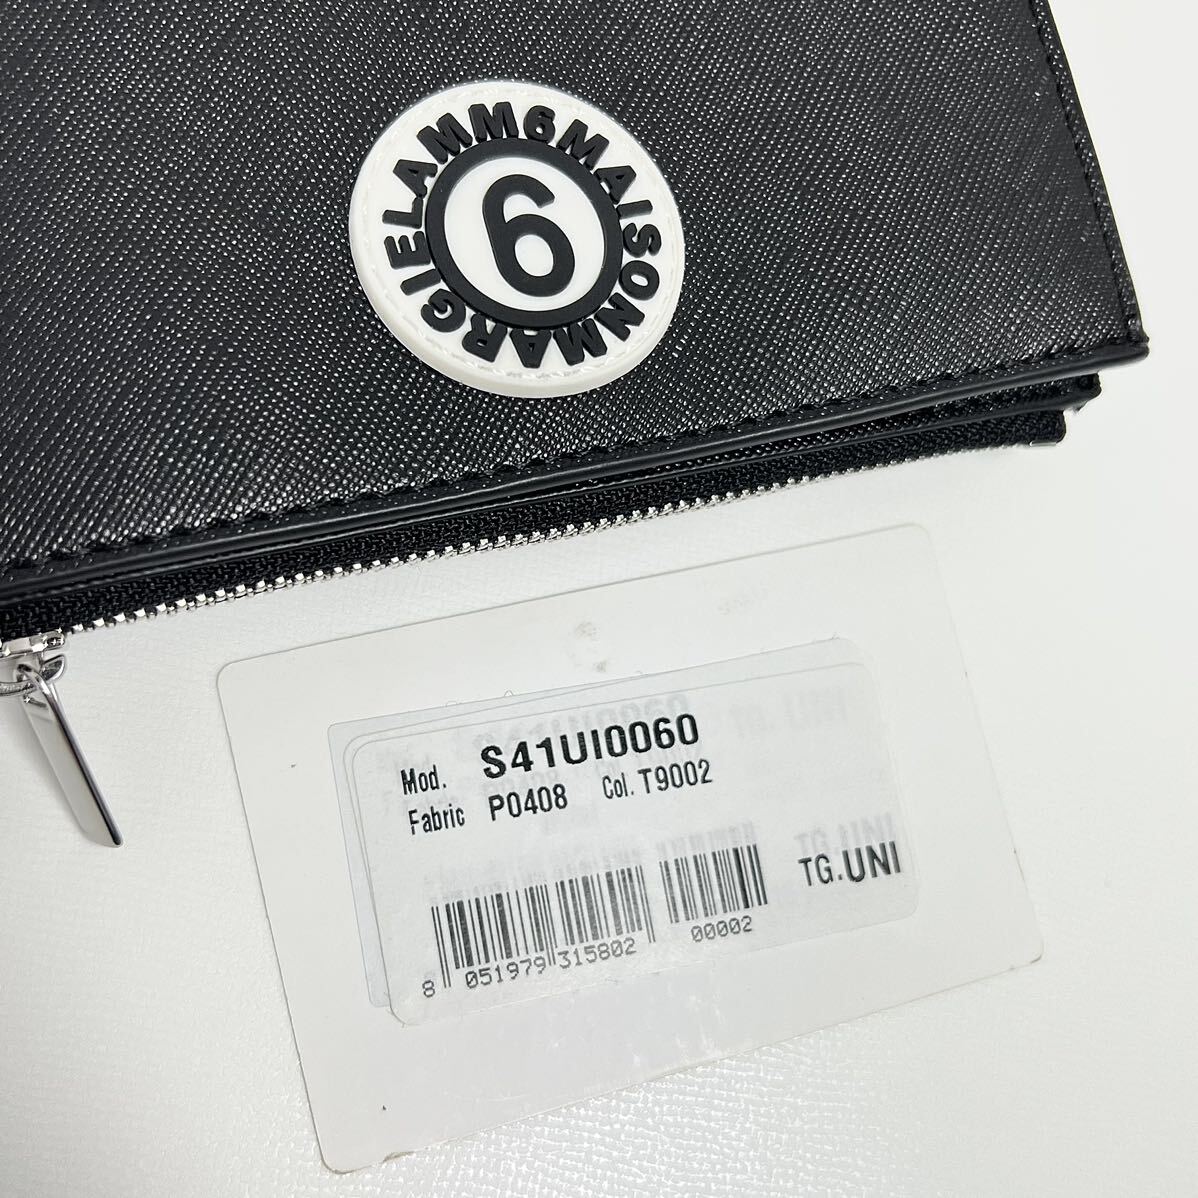 MM6MAISONMARGIELA
6
Mod. S41UI0060
Fabric P0408 Col. T9002
TG.UNI
8 051979 315802 00002